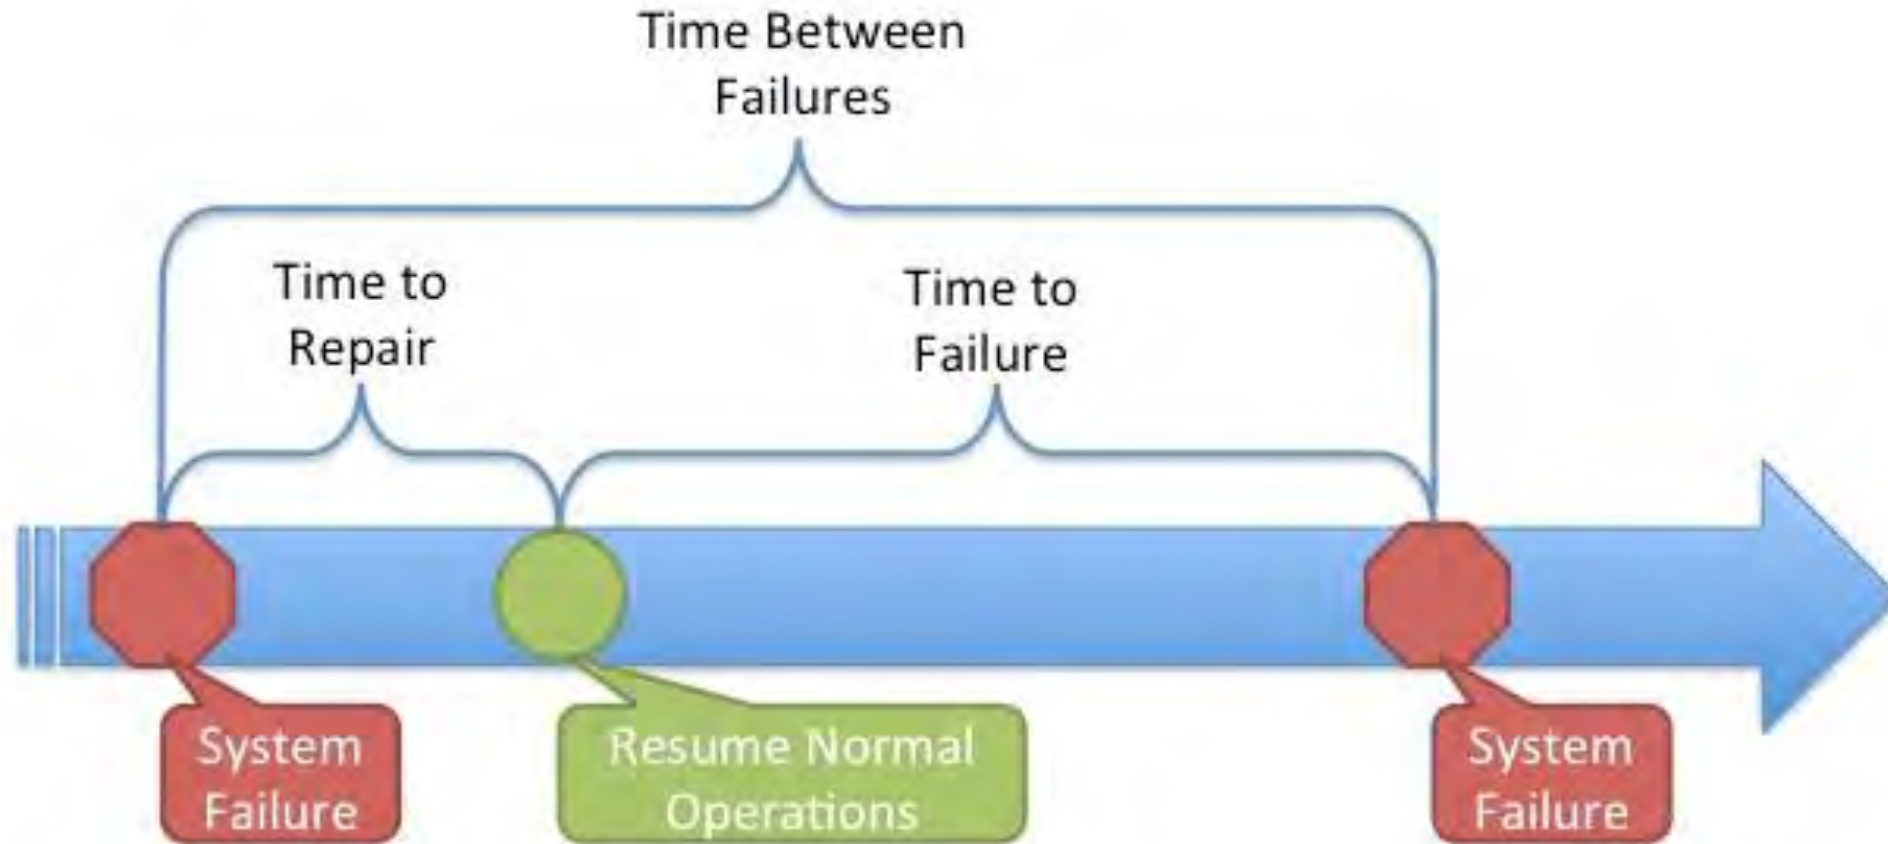 Time Between
Failures
Time to
Repair
Time to
Failure
System
Failure
Resume Normal
Operations
System
Failure